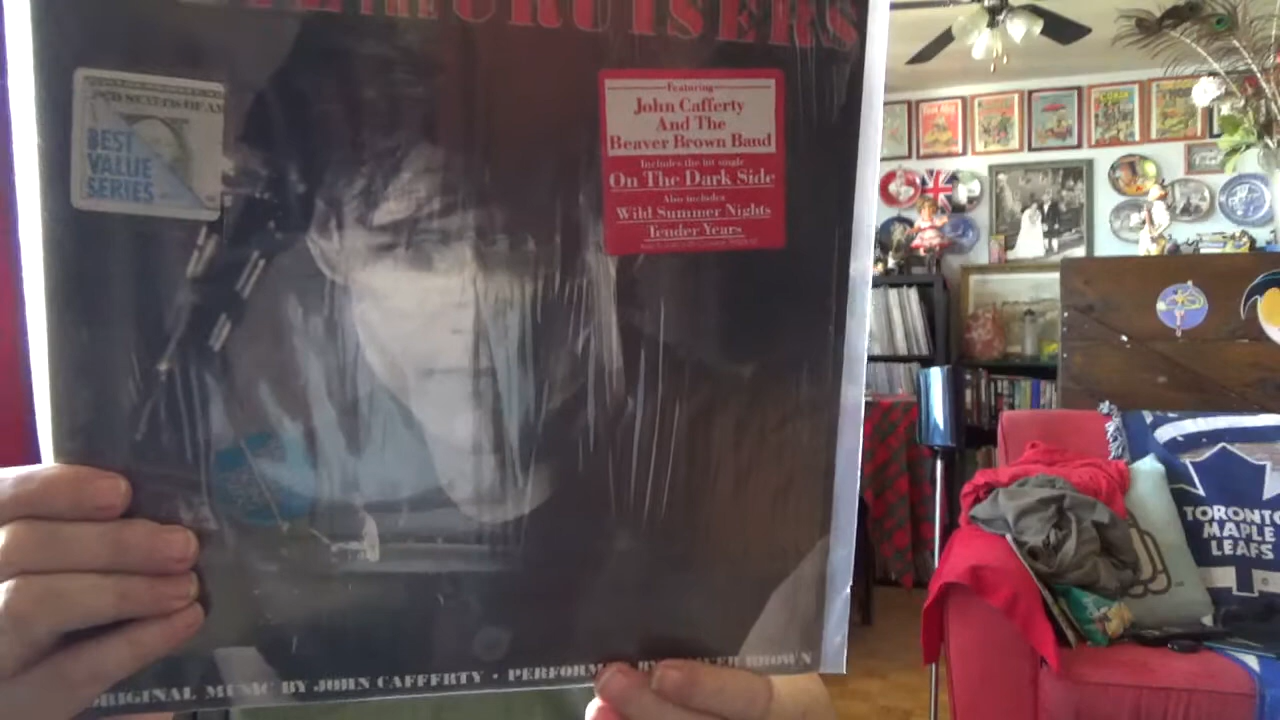 CRUISERS
BEST
VALUE
SERIES
Featuring
John Cafferty
And The
Beaver Brown Band
Includes the hit single
On The Dark Side
Also includes
Wild Summer Nights
Tender Years
ORIGINAL MUSIC BY JOHN CAFFERTY • PERFORM BY BROWN
TORONTO
MAPLE
LEAFS